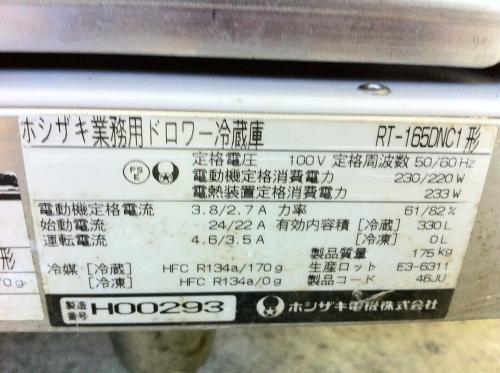 ホシザキ業務用ドロワー冷蔵庫 RT-165DNC1形
定格電圧 100V 定格周波数 50/60Hz
PS E
電動機定格消費電力 230/220W
電熱装置定格消費電力 233W
電動機定格電流 3.8/2.7A 力率 61/82%
始動電流 24/22A 有効内容積 [冷蔵] 330L
運転電流 4.6/3.5A [冷凍] 0L
製品質量 175kg
冷媒 [冷蔵] HFC R134a/170g 生産ロット E3-6311
[冷凍] HFC R134a/0g 製品コード 46JU
製造番号 H00293 ホシザキ電機株式会社
形
0g